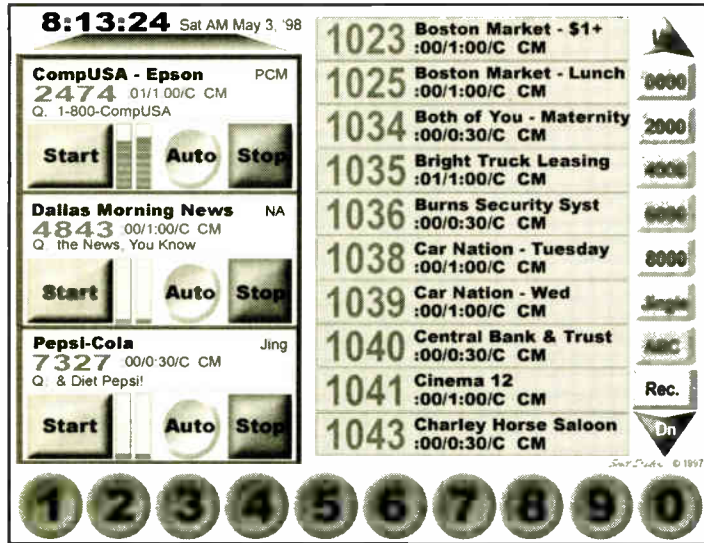 8:13:24 Sat AM May 3, '98
CompUSA - Epson PCM
2474 :01/1:00/C CM
Q: 1-800-CompUSA
Start Auto Stop
Dallas Morning News NA
4843 :00/1:00/C CM
Q: the News, You Know
Start Auto Stop
Pepsi-Cola Jing
7327 :00/0:30/C CM
Q: & Diet Pepsi!
Start Auto Stop
1023 Boston Market - $1+
:00/1:00/C CM
1025 Boston Market - Lunch
:00/1:00/C CM
1034 Both of You - Maternity
:00/0:30/C CM
1035 Bright Truck Leasing
:01/1:00/C CM
1036 Burns Security Syst
:00/0:30/C CM
1038 Car Nation - Tuesday
:00/1:00/C CM
1039 Car Nation - Wed
:00/1:00/C CM
1040 Central Bank & Trust
:00/0:30/C CM
1041 Cinema 12
:00/1:00/C CM
1043 Charley Horse Saloon
:00/0:30/C CM
Up
0000
2000
4000
6000
8000
Jingle
ABC
Rec.
Dn
© 1997
1 2 3 4 5 6 7 8 9 0